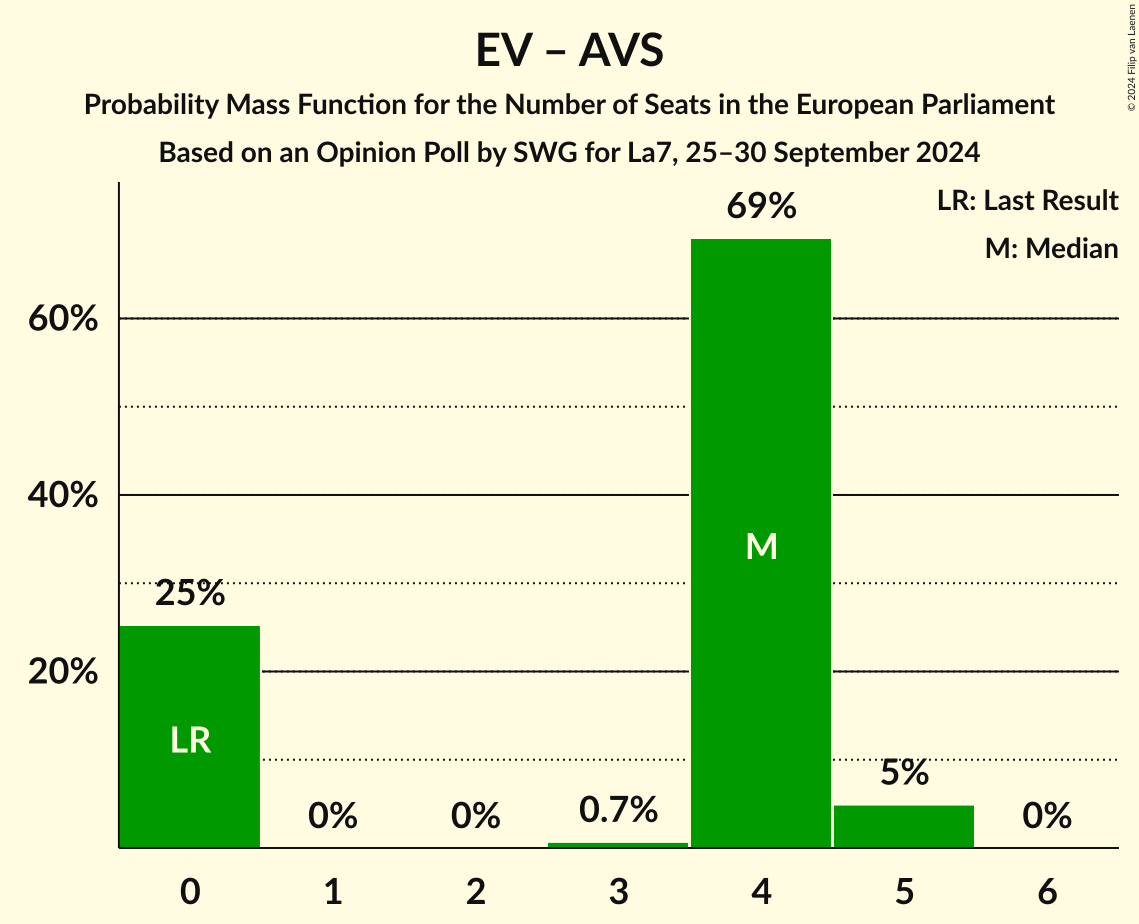 EV – AVS
Probability Mass Function for the Number of Seats in the European Parliament
Based on an Opinion Poll by SWG for La7, 25–30 September 2024
© 2024 Filip van Laenen
LR: Last Result
M: Median
69%
60%
40%
M
25%
20%
LR
5%
0%
0%
0.7%
0%
0 1 2 3 4 5 6